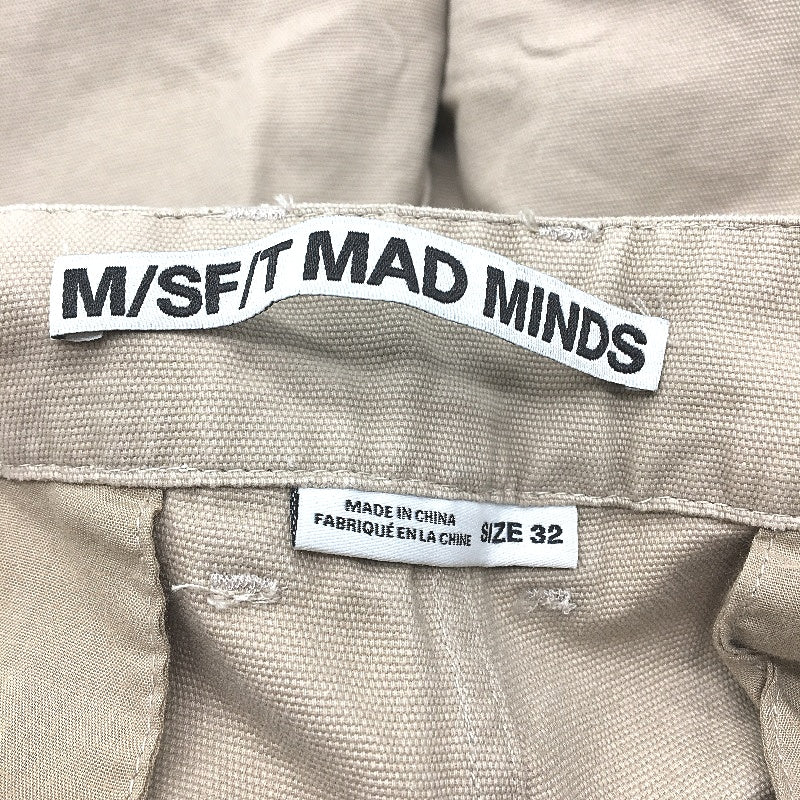 M/SF/T MAD MINDS
MADE IN CHINA
FABRIQUÉ EN LA CHINE SIZE 32